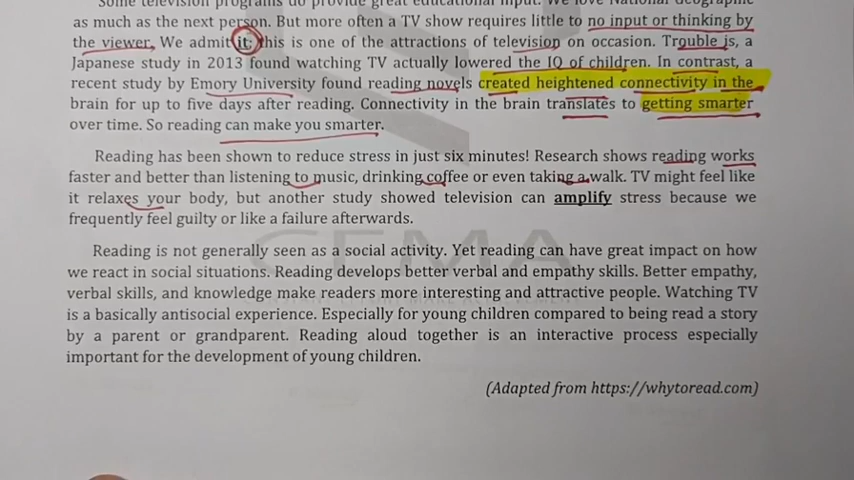 Some television programs do provide great educational input. We love National Geographic
as much as the next person. But more often a TV show requires little to no input or thinking by
the viewer. We admit it; this is one of the attractions of television on occasion. Trouble is, a
Japanese study in 2013 found watching TV actually lowered the IQ of children. In contrast, a
recent study by Emory University found reading novels created heightened connectivity in the
brain for up to five days after reading. Connectivity in the brain translates to getting smarter
over time. So reading can make you smarter.
Reading has been shown to reduce stress in just six minutes! Research shows reading works
faster and better than listening to music, drinking coffee or even taking a walk. TV might feel like
it relaxes your body, but another study showed television can amplify stress because we
frequently feel guilty or like a failure afterwards.
Reading is not generally seen as a social activity. Yet reading can have great impact on how
we react in social situations. Reading develops better verbal and empathy skills. Better empathy,
verbal skills, and knowledge make readers more interesting and attractive people. Watching TV
is a basically antisocial experience. Especially for young children compared to being read a story
by a parent or grandparent. Reading aloud together is an interactive process especially
important for the development of young children.
(Adapted from https://whytoread.com)